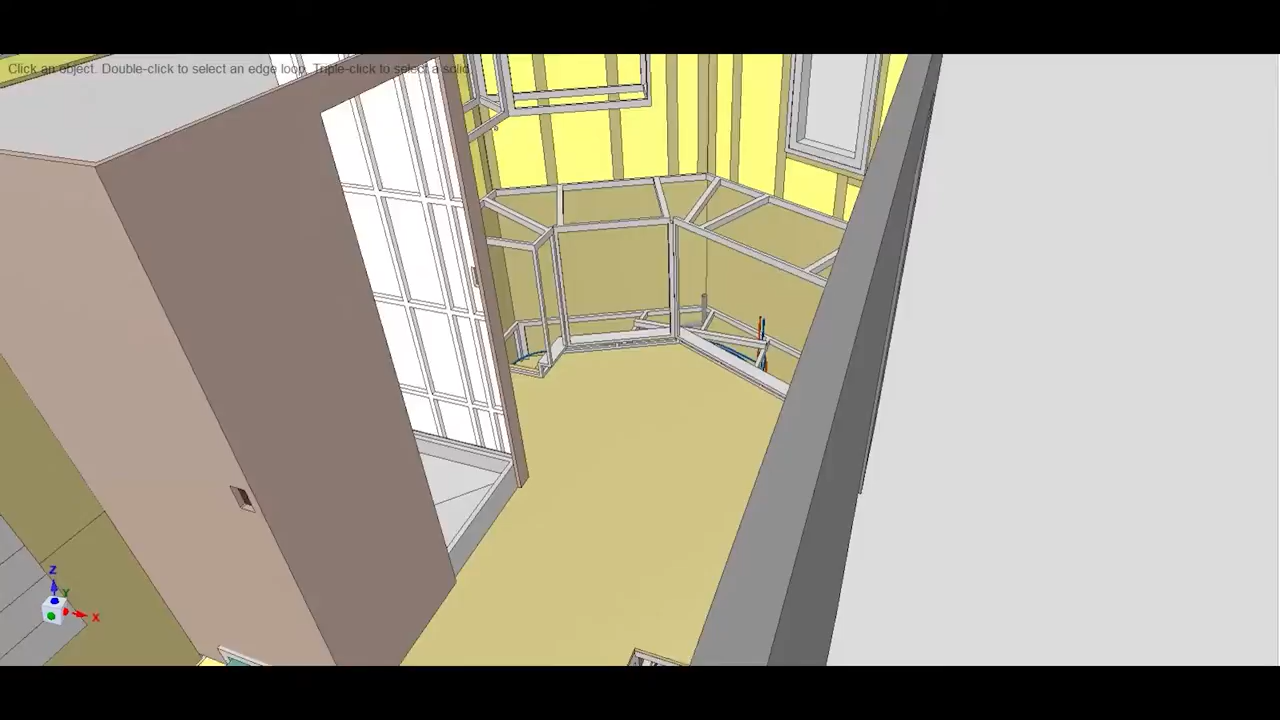 Click an object. Double-click to select an edge loop. Triple-click to select a solid.
Z
Y
X